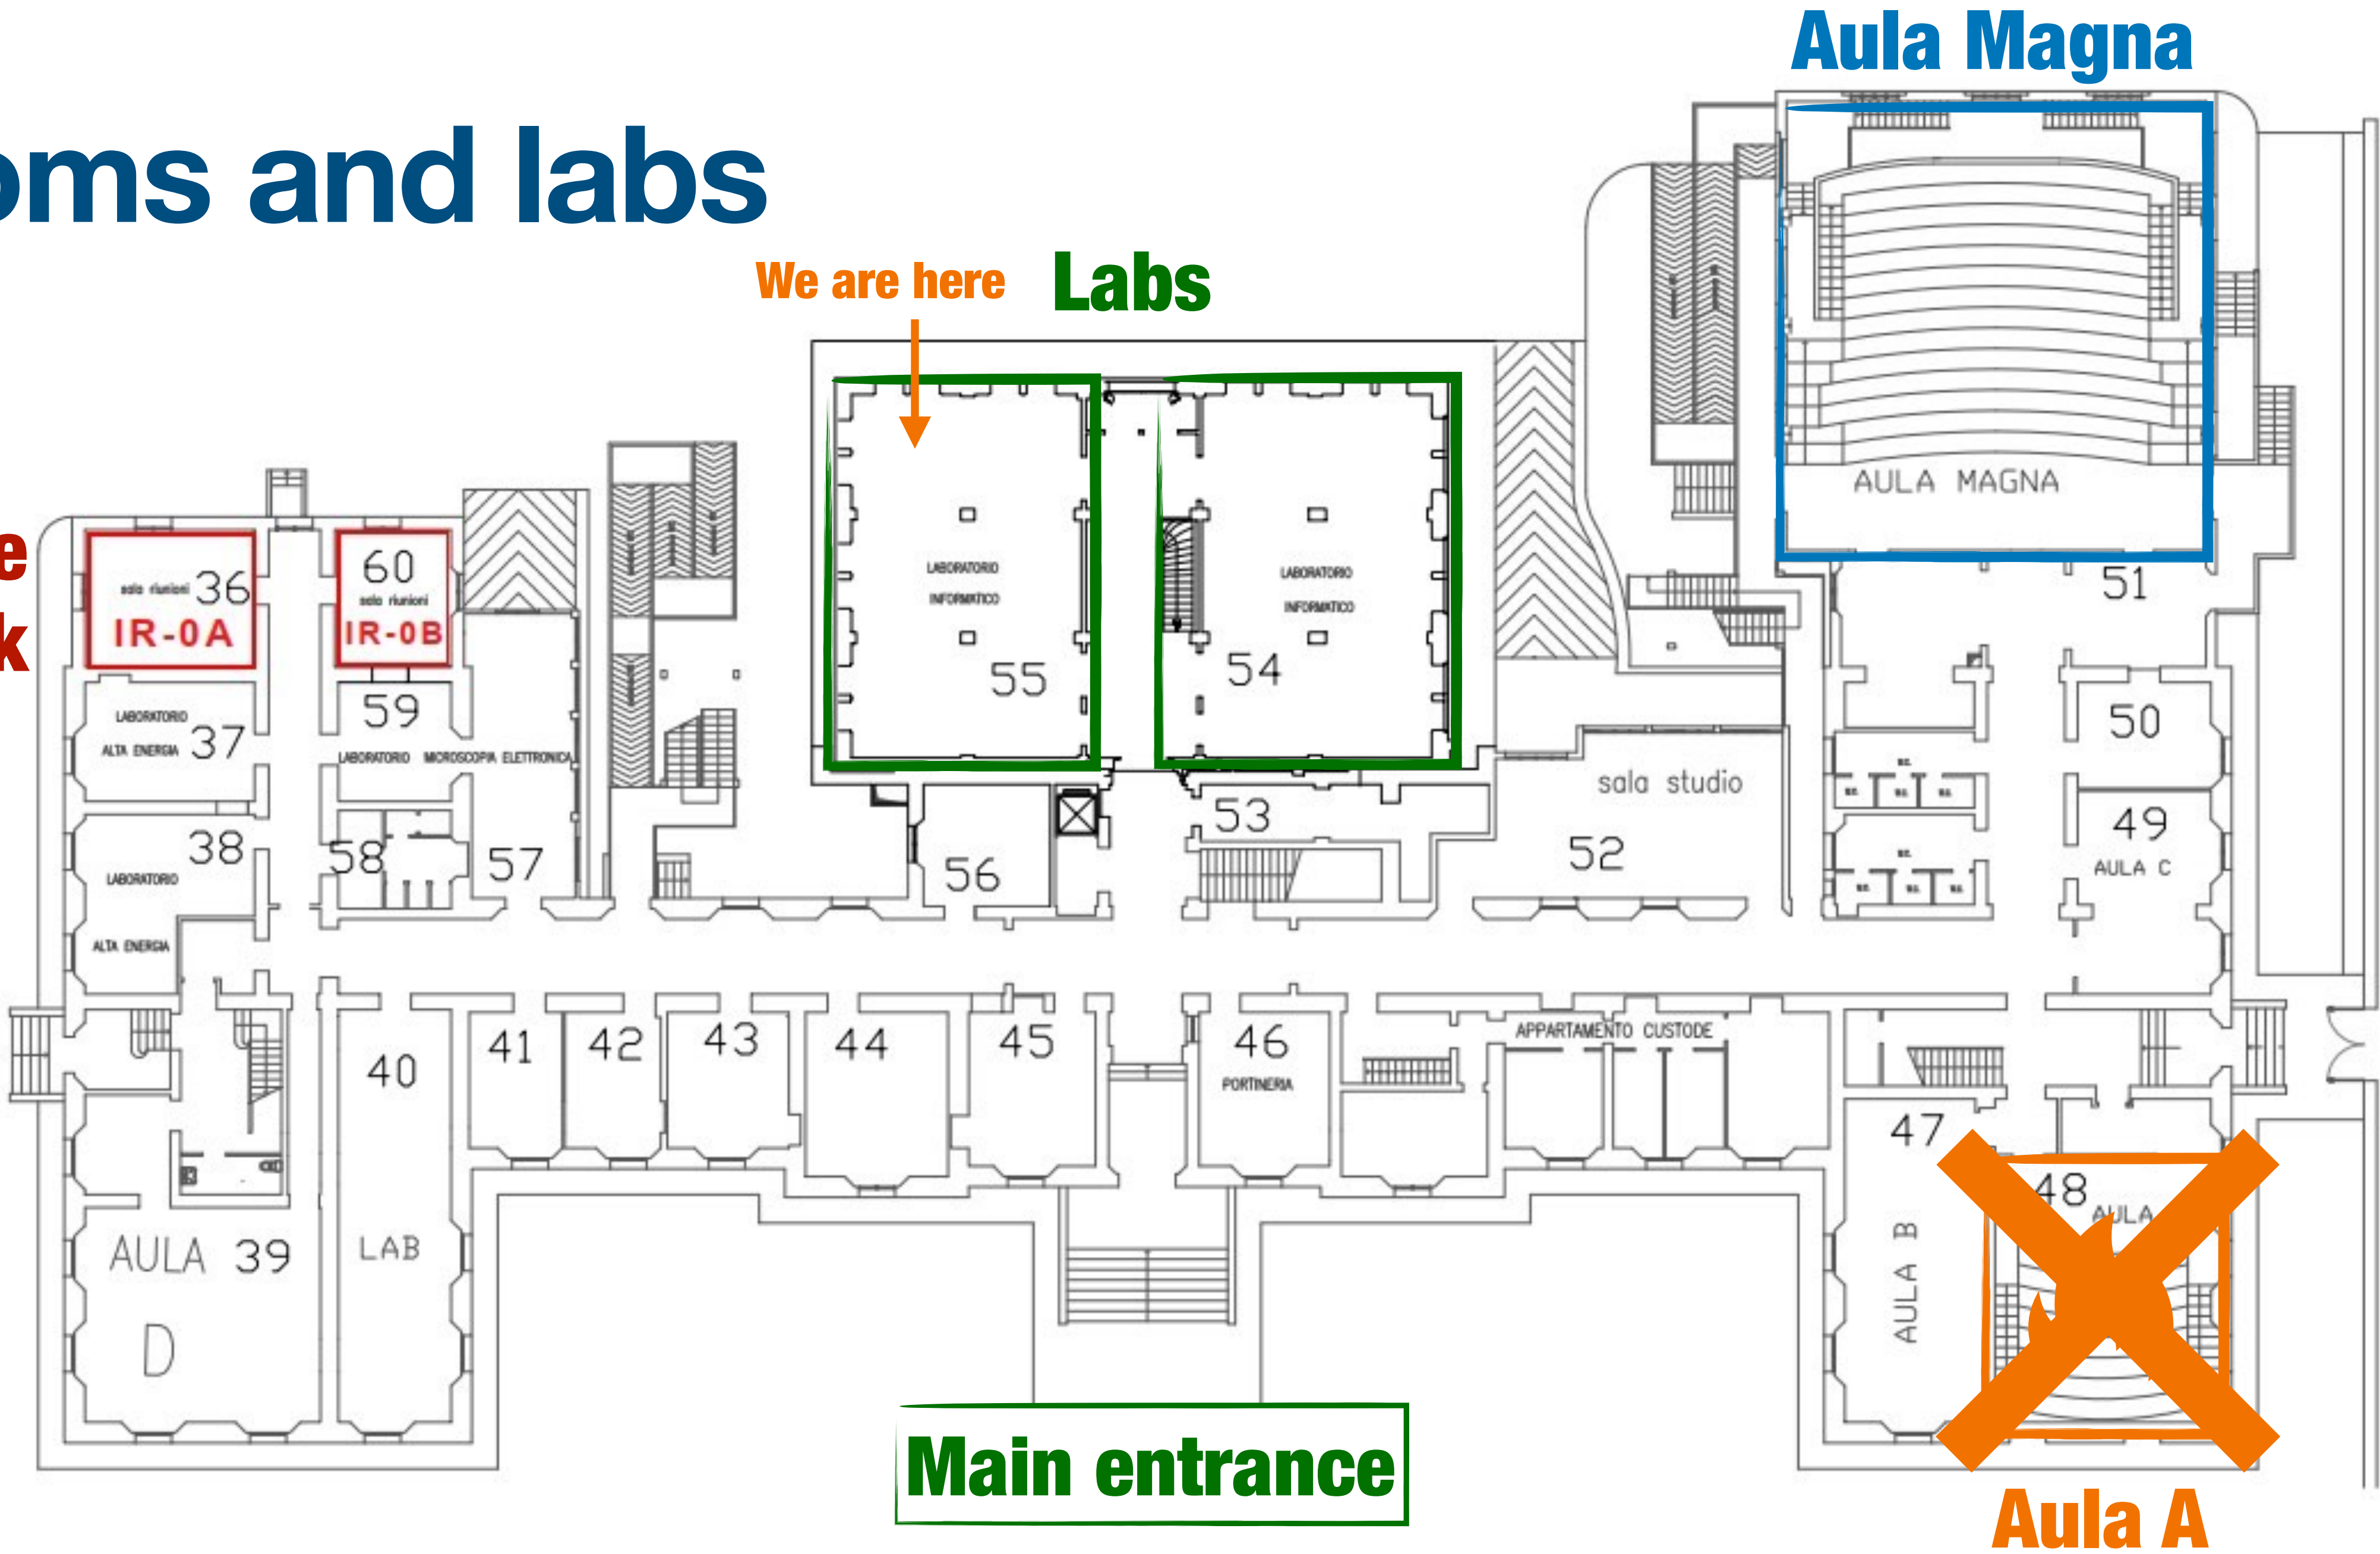 Aula Magna
oms and labs
We are here
Labs
AULA MAGNA
e
k
sala riunioni
36
IR-0A
60
sala riunioni
IR-0B
LABORATORIO
INFORMATICO
55
LABORATORIO
INFORMATICO
54
51
LABORATORIO
ALTA ENERGIA
37
59
LABORATORIO MICROSCOPIA ELETTRONICA
50
sala studio
53
52
49
AULA C
38
LABORATORIO
ALTA ENERGIA
58
57
56
40
41
42
43
44
45
46
PORTINERIA
APPARTAMENTO CUSTODE
47
AULA B
48
AULA
AULA 39
D
LAB
Main entrance
Aula A